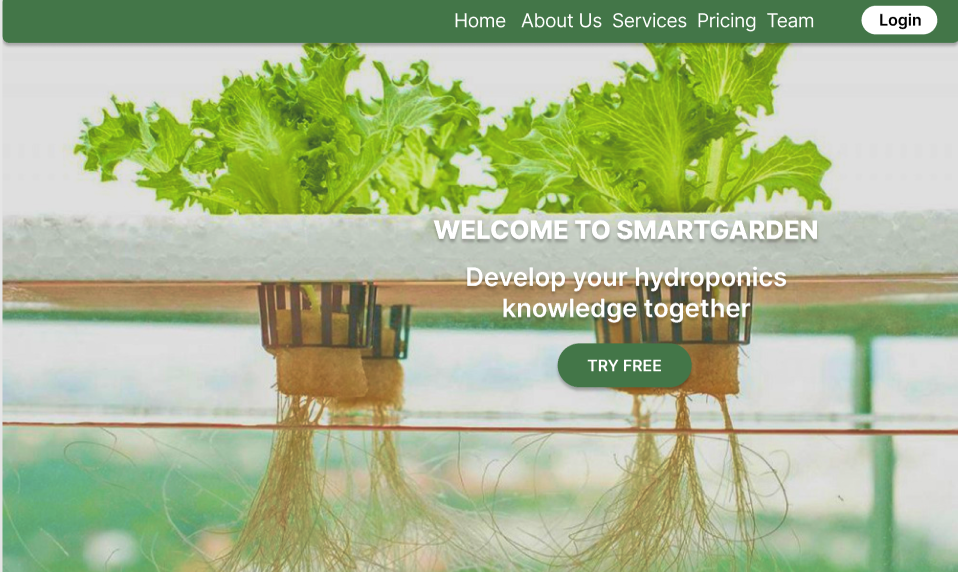 Home About Us Services Pricing Team Login
WELCOME TO SMARTGARDEN
Develop your hydroponics
knowledge together
TRY FREE